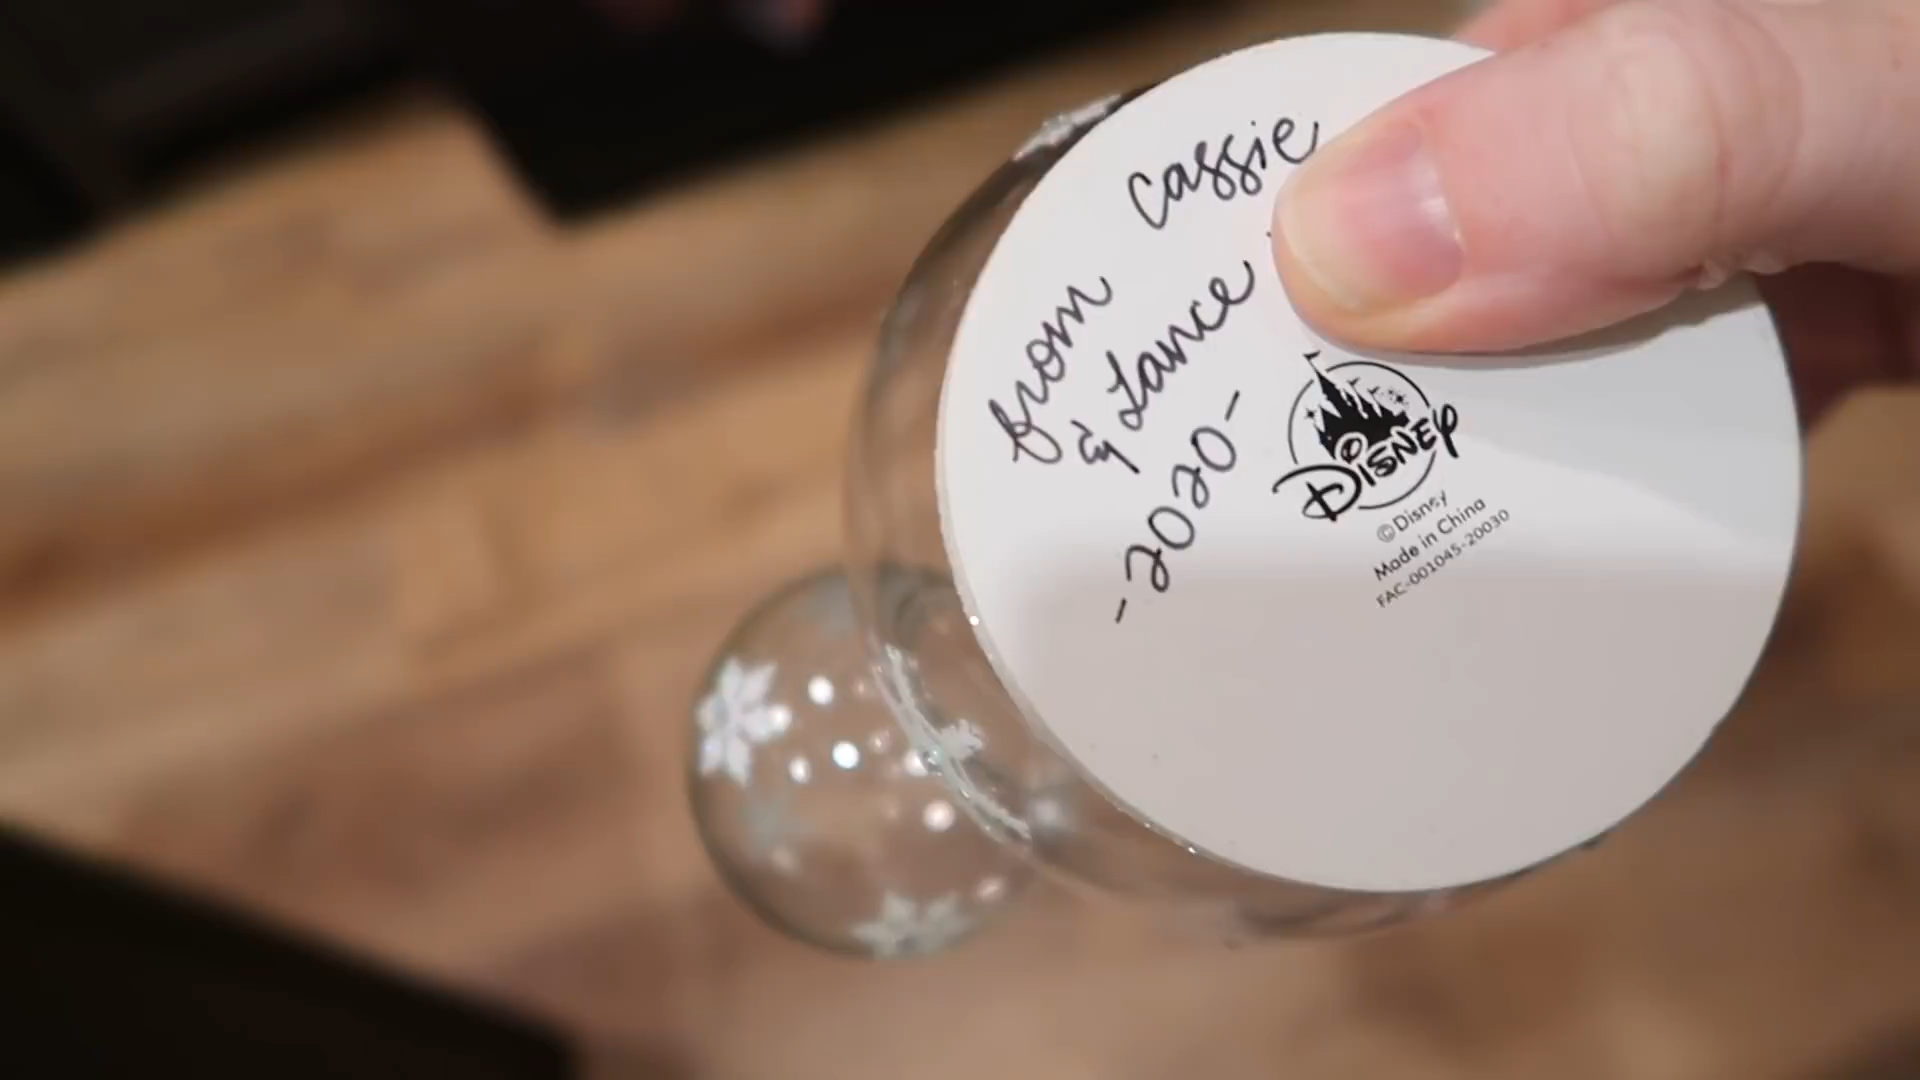 from Cassie
& Lance
-2020-
Disney
©Disney
Made in China
FAC-001045-20030